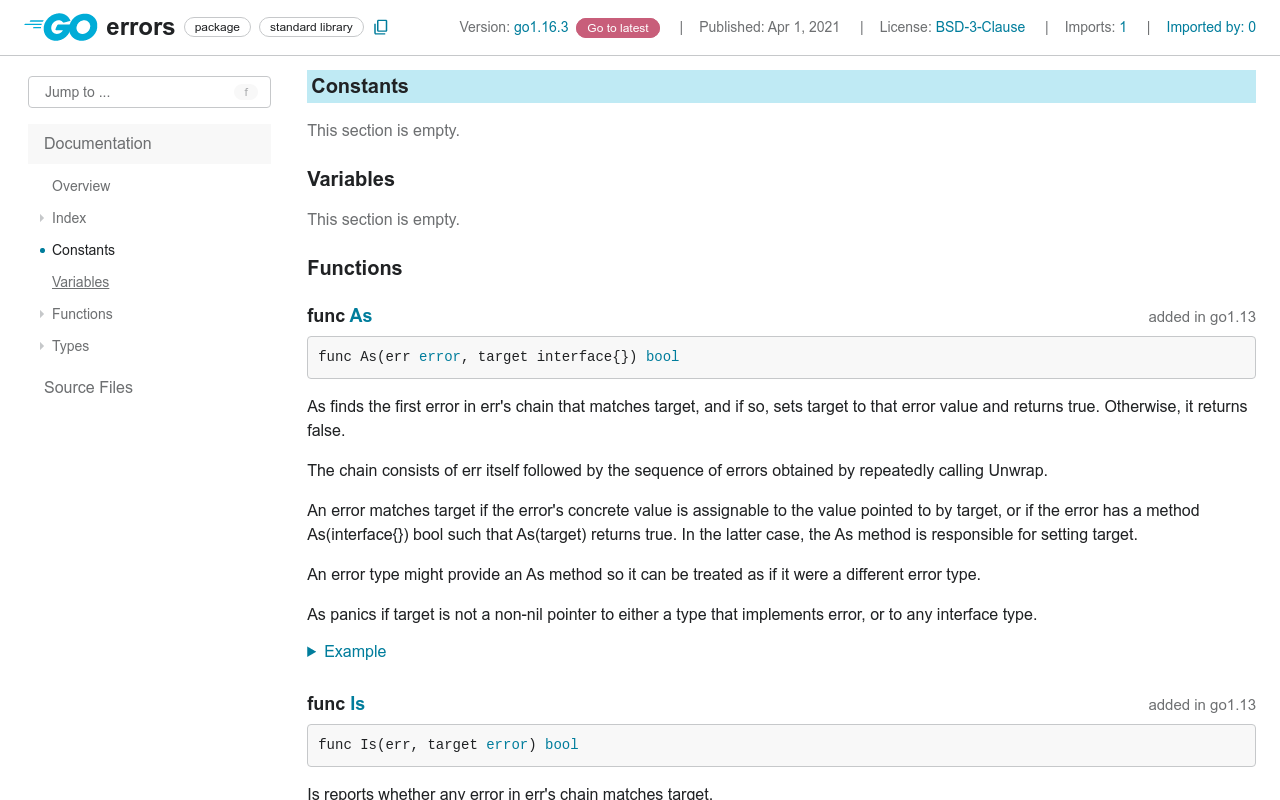 GO errors package standard library Version: go1.16.3 Go to latest | Published: Apr 1, 2021 | License: BSD-3-Clause | Imports: 1 | Imported by: 0
Jump to ... f
Documentation
Overview
Index
Constants
Variables
Functions
Types
Source Files
Constants
This section is empty.
Variables
This section is empty.
Functions
func As added in go1.13
func As(err error, target interface{}) bool
As finds the first error in err's chain that matches target, and if so, sets target to that error value and returns true. Otherwise, it returns
false.
The chain consists of err itself followed by the sequence of errors obtained by repeatedly calling Unwrap.
An error matches target if the error's concrete value is assignable to the value pointed to by target, or if the error has a method
As(interface{}) bool such that As(target) returns true. In the latter case, the As method is responsible for setting target.
An error type might provide an As method so it can be treated as if it were a different error type.
As panics if target is not a non-nil pointer to either a type that implements error, or to any interface type.
Example
func Is added in go1.13
func Is(err, target error) bool
Is reports whether any error in err's chain matches target.